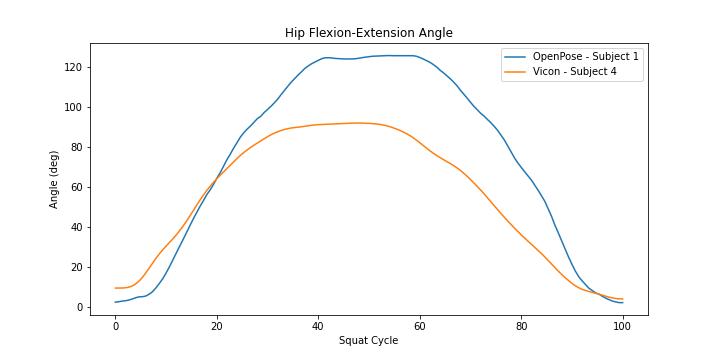 Hip Flexion-Extension Angle
OpenPose - Subject 1
Vicon - Subject 4
Angle (deg)
120
100
80
60
40
20
0
0 20 40 60 80 100
Squat Cycle